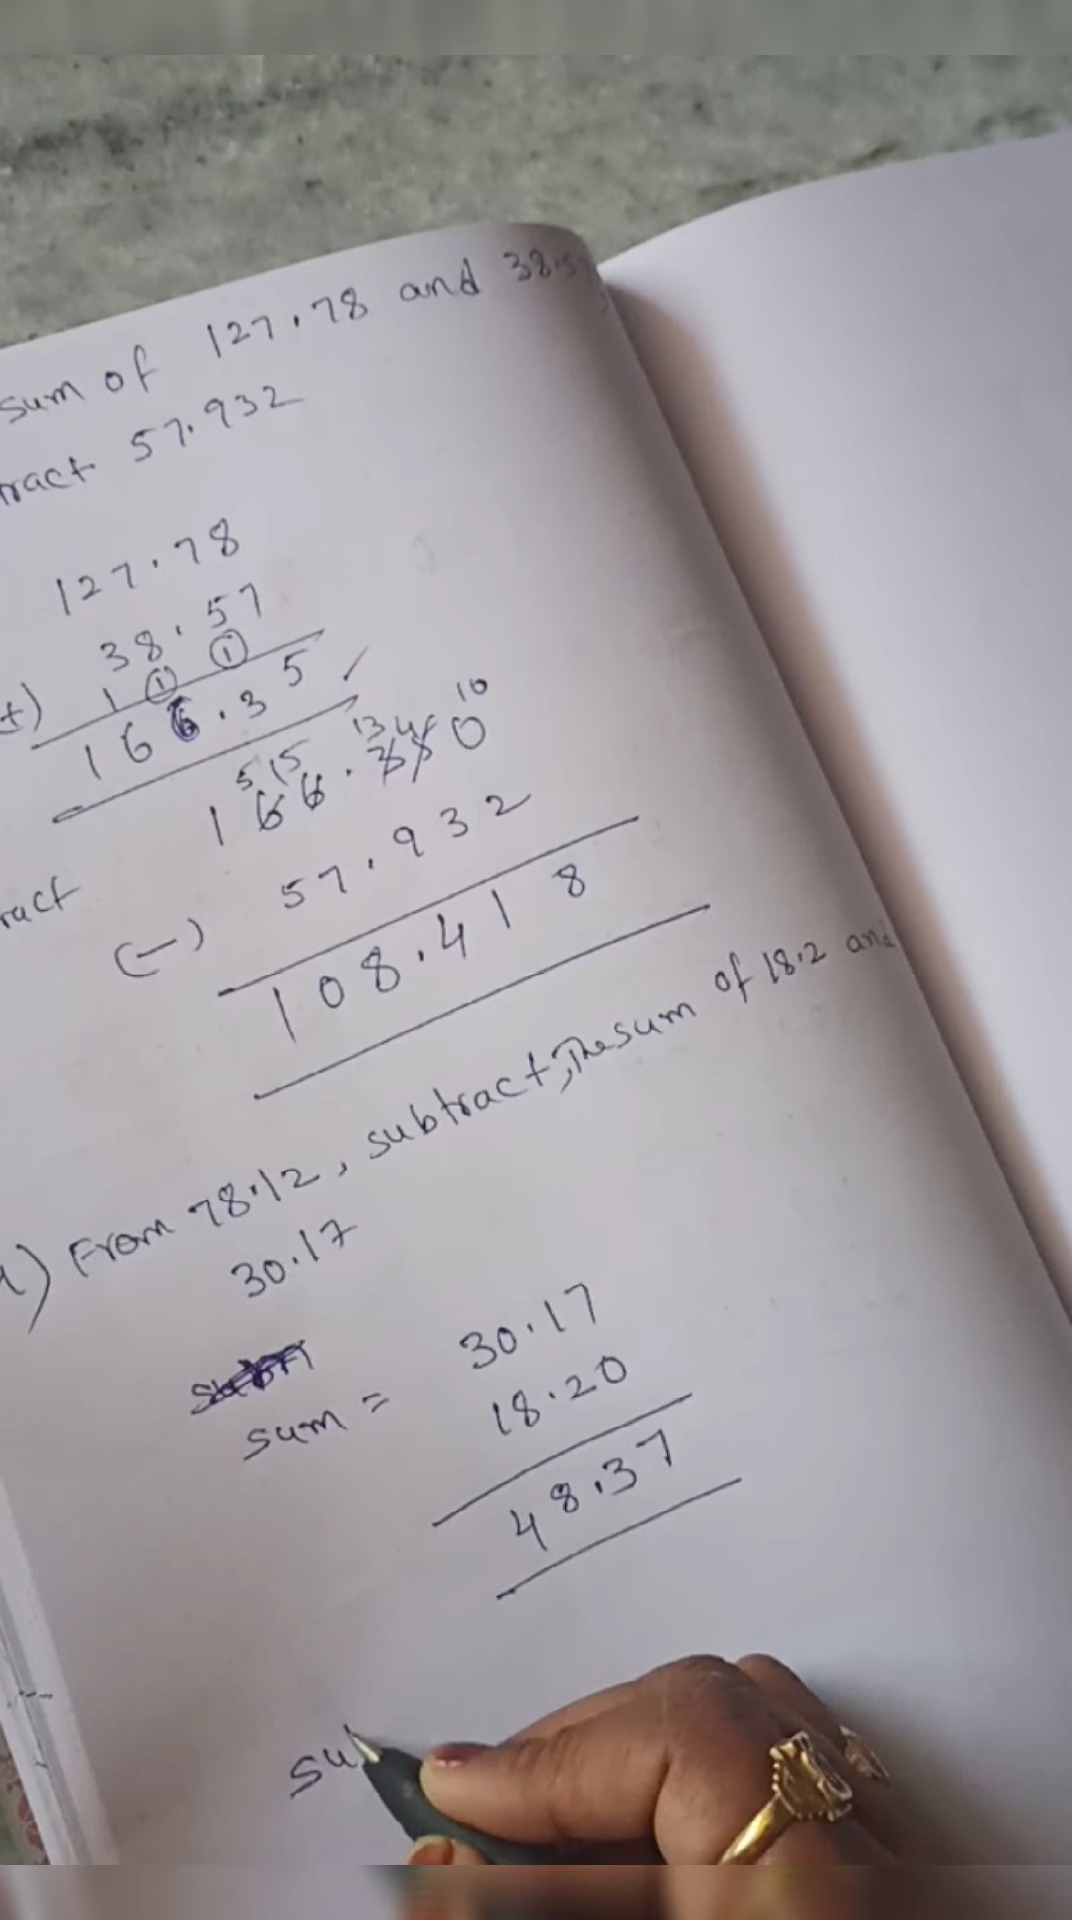 sum of 127.78 and 38.5
tract 57.932
127.78
38.57
+)
1 1 1
166.35 ✓
5 15 13 4 10
166.350
ract
(-) 57.932
108.418
) From 78.12, subtract, The sum of 18.2 and
30.17
sum = 30.17
18.20
48.37
su